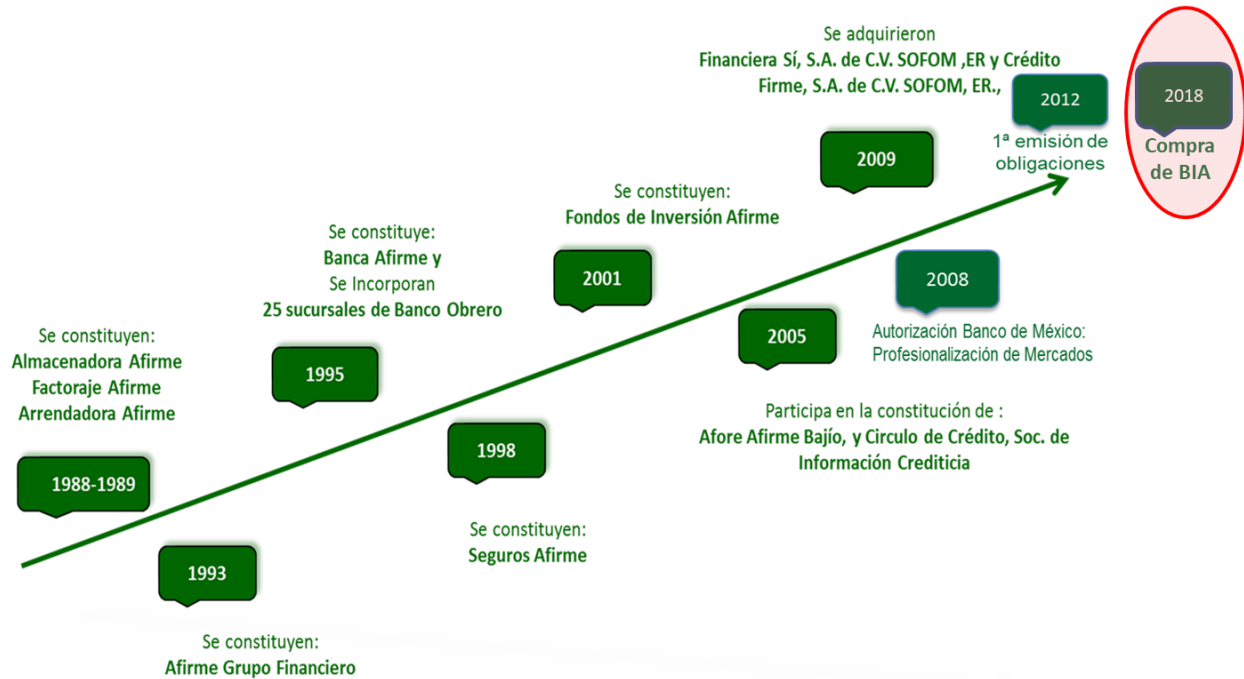 Se constituyen:
Almacenadora Afirme
Factoraje Afirme
Arrendadora Afirme
1988-1989
1993
Se constituyen:
Afirme Grupo Financiero
Se constituye:
Banca Afirme y
Se Incorporan
25 sucursales de Banco Obrero
1995
1998
Se constituyen:
Seguros Afirme
Se constituyen:
Fondos de Inversión Afirme
2001
2005
Participa en la constitución de :
Afore Afirme Bajío, y Circulo de Crédito, Soc. de
Información Crediticia
2008
Autorización Banco de México:
Profesionalización de Mercados
Se adquirieron
Financiera Sí, S.A. de C.V. SOFOM ,ER y Crédito
Firme, S.A. de C.V. SOFOM, ER.,
2009
2012
1ª emisión de
obligaciones
2018
Compra
de BIA